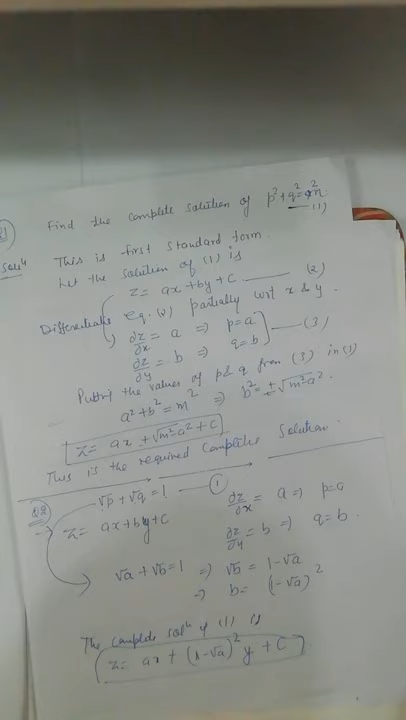 Q1 Find the complete solution of p²+q²=m² —(1)
Solⁿ This is first standard form.
Let the solution of (1) is
z = ax+by+C —— (2)
Differentiate eq. (2) partially wrt x & y.
∂z/∂x = a ⇒ p=a
∂z/∂y = b ⇒ q=b ] —(3)
Putting the values of p & q from (3) in (1)
a²+b² = m² ⇒ b² = ±√m²-a².
z = ax + √m²-a² + C
This is the required Complete Solution.
Q2 √p + √q = 1 —— (1)
z = ax+by+C
∂z/∂x = a ⇒ p=a
∂z/∂y = b ⇒ q=b.
√a + √b = 1 ⇒ √b = 1-√a
⇒ b = (1-√a)²
The complete solⁿ of (1) is
z = ax + (1-√a)² y + C